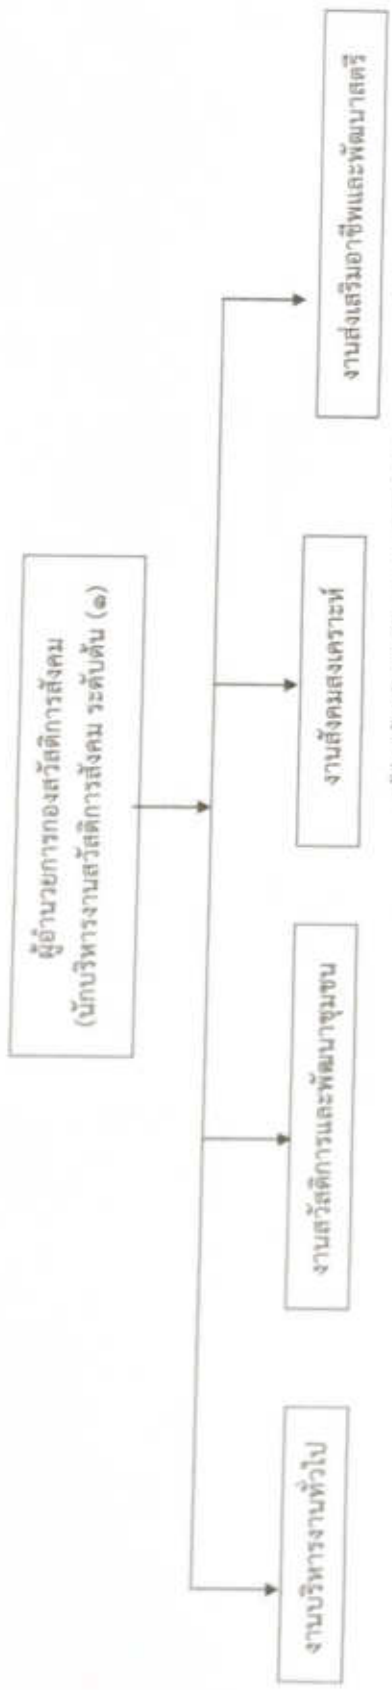 ผู้อำนวยการกองสวัสดิการสังคม
(นักบริหารงานสวัสดิการสังคม ระดับต้น (๑)
งานบริหารงานทั่วไป
งานสวัสดิการและพัฒนาชุมชน
งานสังคมสงเคราะห์
งานส่งเสริมอาชีพและพัฒนาสตรี